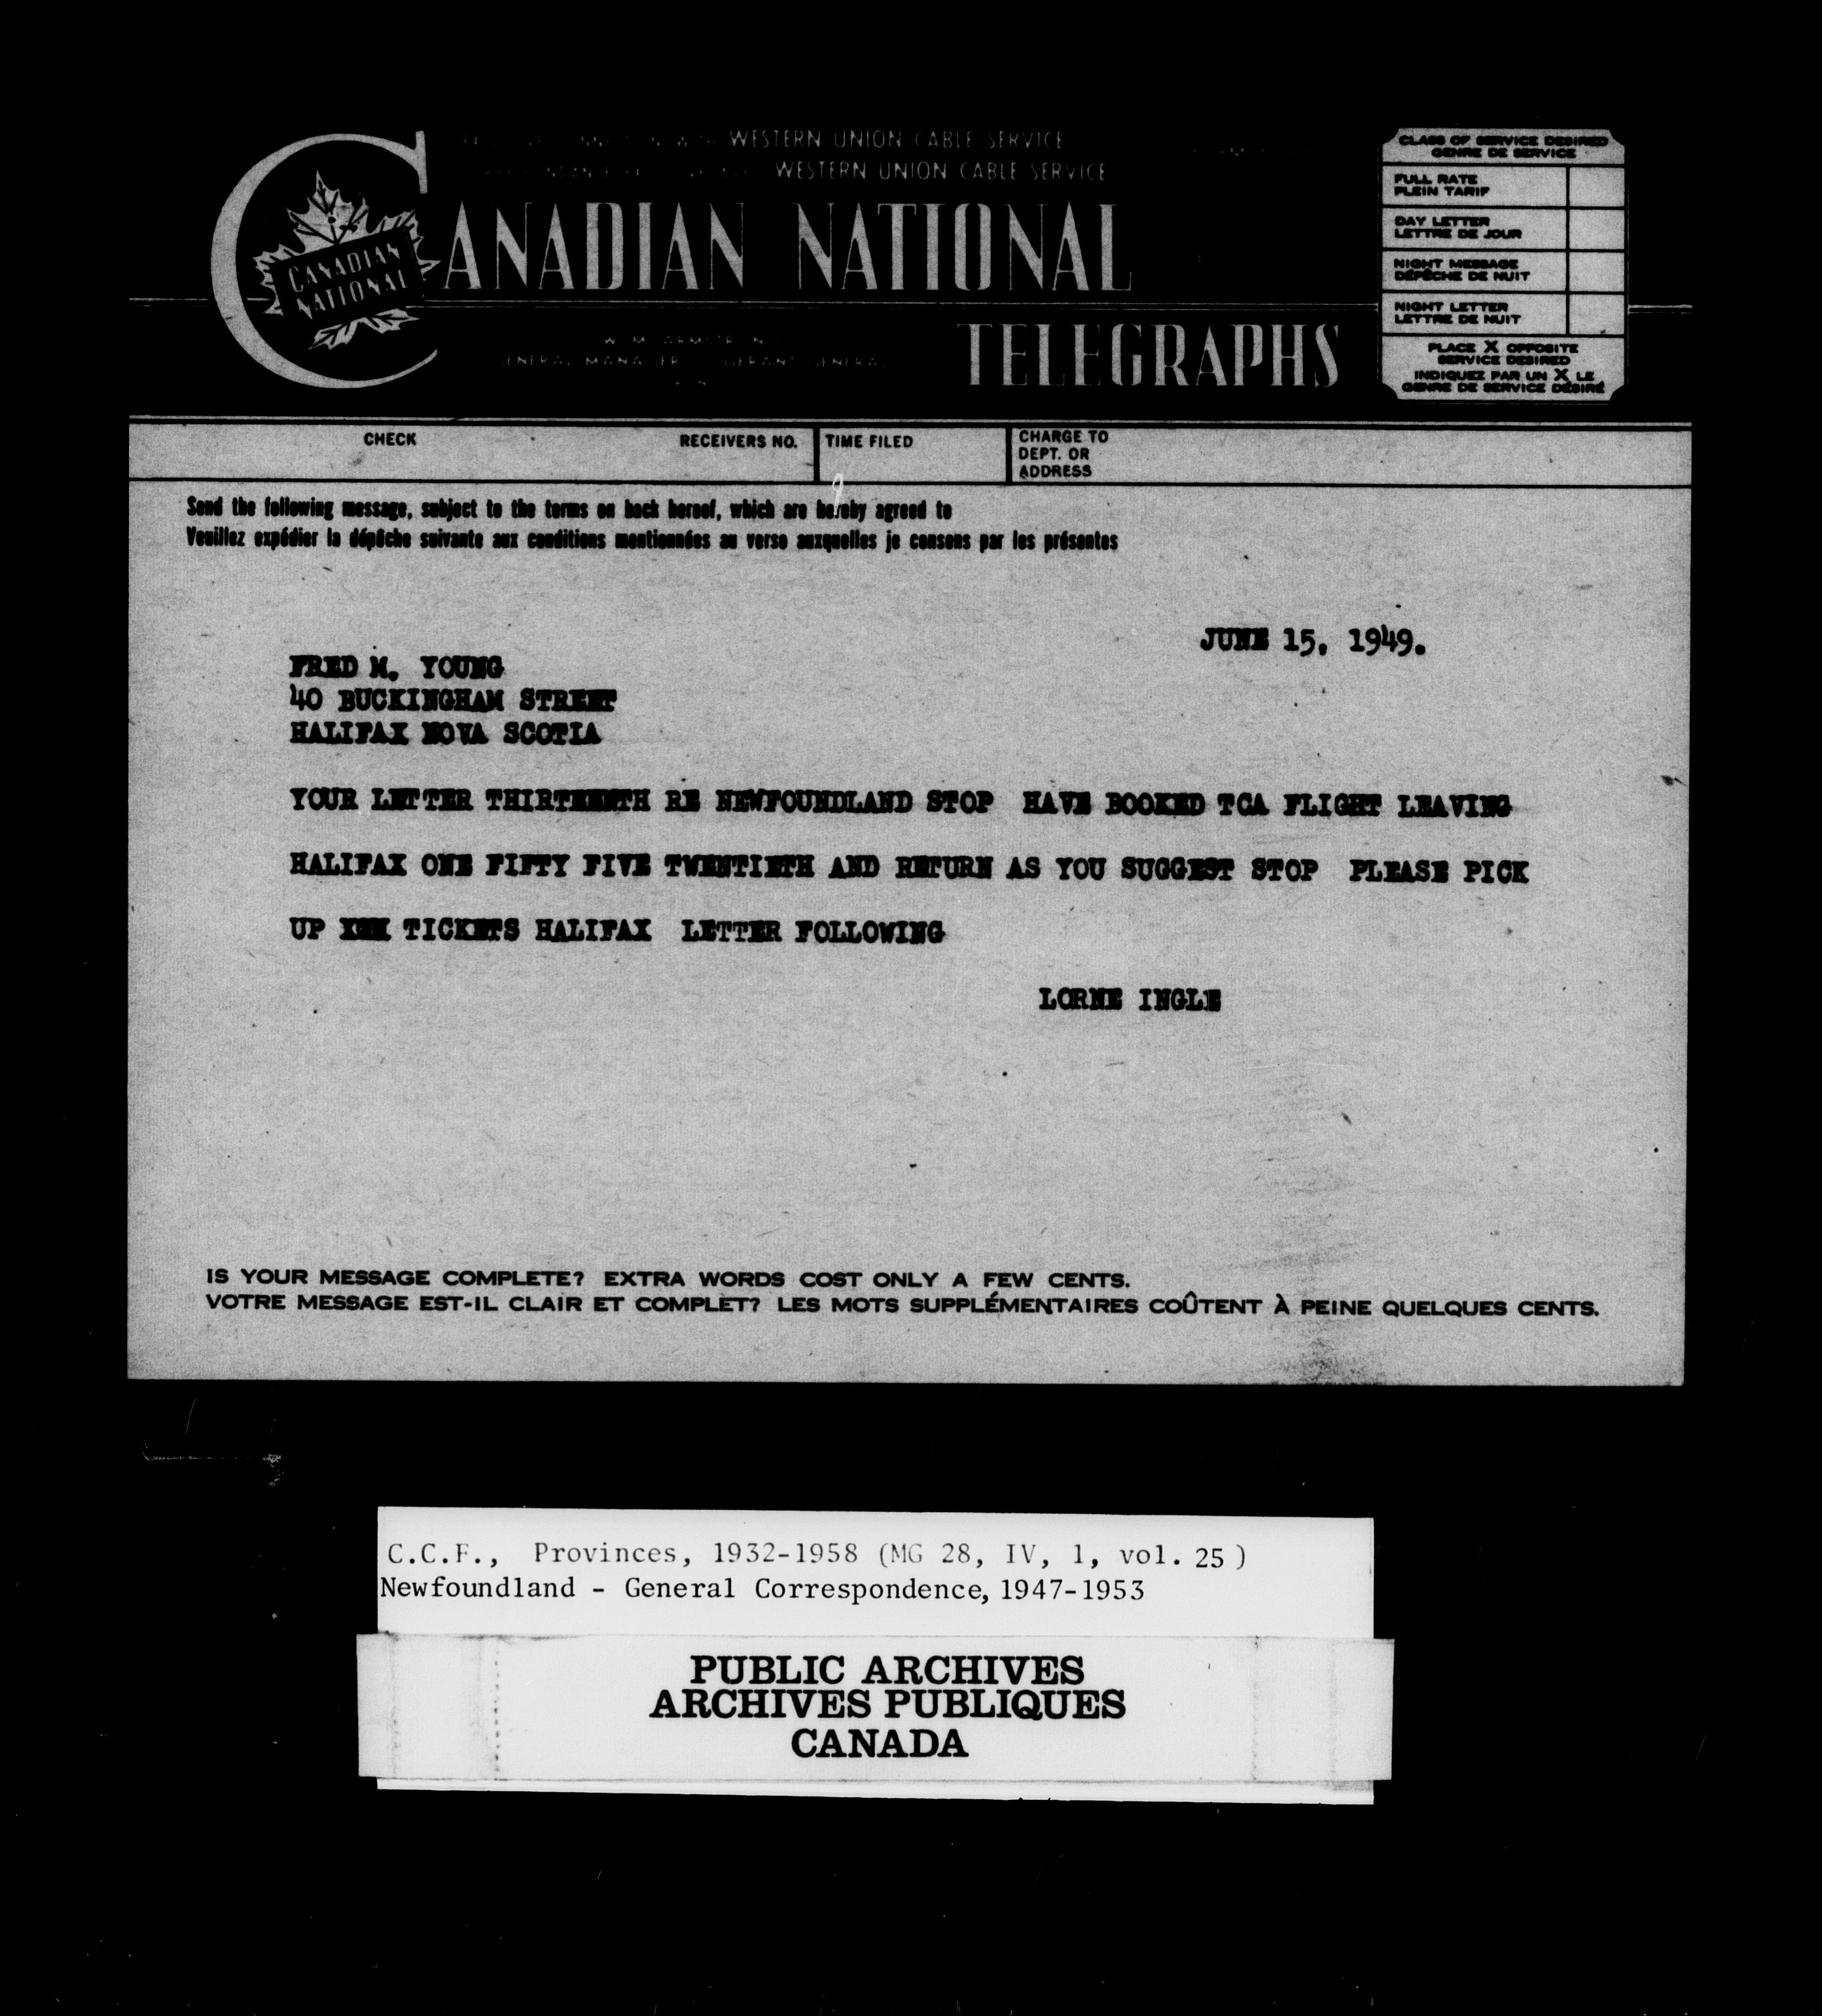 WESTERN UNION CABLE SERVICE
WESTERN UNION CABLE SERVICE
CANADIAN NATIONAL
CANADIAN NATIONAL
TELEGRAPHS
GENERAL MANAGER GERANT GENERAL
CLASS OF SERVICE DESIRED
GENRE DE SERVICE
FULL RATE
PLEIN TARIF
DAY LETTER
LETTRE DE JOUR
NIGHT MESSAGE
DÉPÊCHE DE NUIT
NIGHT LETTER
LETTRE DE NUIT
PLACE X OPPOSITE
SERVICE DESIRED
INDIQUEZ PAR UN X LE
GENRE DE SERVICE DÉSIRÉ
CHECK RECEIVERS NO. TIME FILED CHARGE TO
DEPT. OR
ADDRESS
Send the following message, subject to the terms on back hereof, which are hereby agreed to
Veuillez expédier la dépêche suivante aux conditions mentionnées au verso auxquelles je consens par les présentes
JUNE 15, 1949.
FRED M. YOUNG
40 BUCKINGHAM STREET
HALIFAX NOVA SCOTIA
YOUR LETTER THIRTEENTH RE NEWFOUNDLAND STOP HAVE BOOKED TCA FLIGHT LEAVING
HALIFAX ONE FIFTY FIVE TWENTIETH AND RETURN AS YOU SUGGEST STOP PLEASE PICK
UP TICKETS HALIFAX LETTER FOLLOWING
LORNE INGLE
IS YOUR MESSAGE COMPLETE? EXTRA WORDS COST ONLY A FEW CENTS.
VOTRE MESSAGE EST-IL CLAIR ET COMPLET? LES MOTS SUPPLÉMENTAIRES COÛTENT À PEINE QUELQUES CENTS.
C.C.F., Provinces, 1932-1958 (MG 28, IV, 1, vol. 25)
Newfoundland - General Correspondence, 1947-1953
PUBLIC ARCHIVES
ARCHIVES PUBLIQUES
CANADA